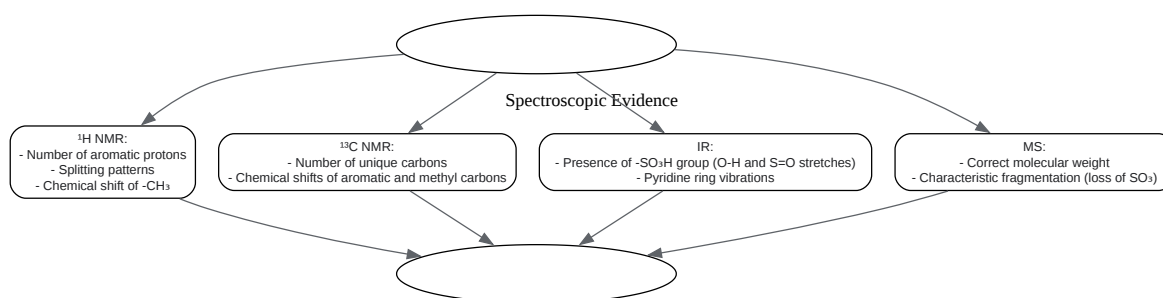 Spectroscopic Evidence
¹H NMR:
- Number of aromatic protons
- Splitting patterns
- Chemical shift of -CH₃
¹³C NMR:
- Number of unique carbons
- Chemical shifts of aromatic and methyl carbons
IR:
- Presence of -SO₃H group (O-H and S=O stretches)
- Pyridine ring vibrations
MS:
- Correct molecular weight
- Characteristic fragmentation (loss of SO₃)